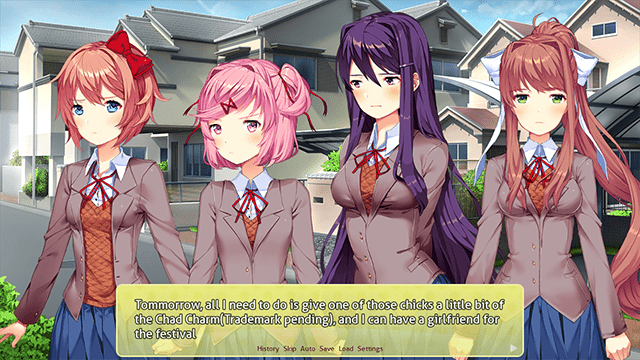 Tommorrow, all I need to do is give one of those chicks a little bit of
the Chad Charm(Trademark pending), and I can have a girlfriend for
the festival
History Skip Auto Save Load Settings